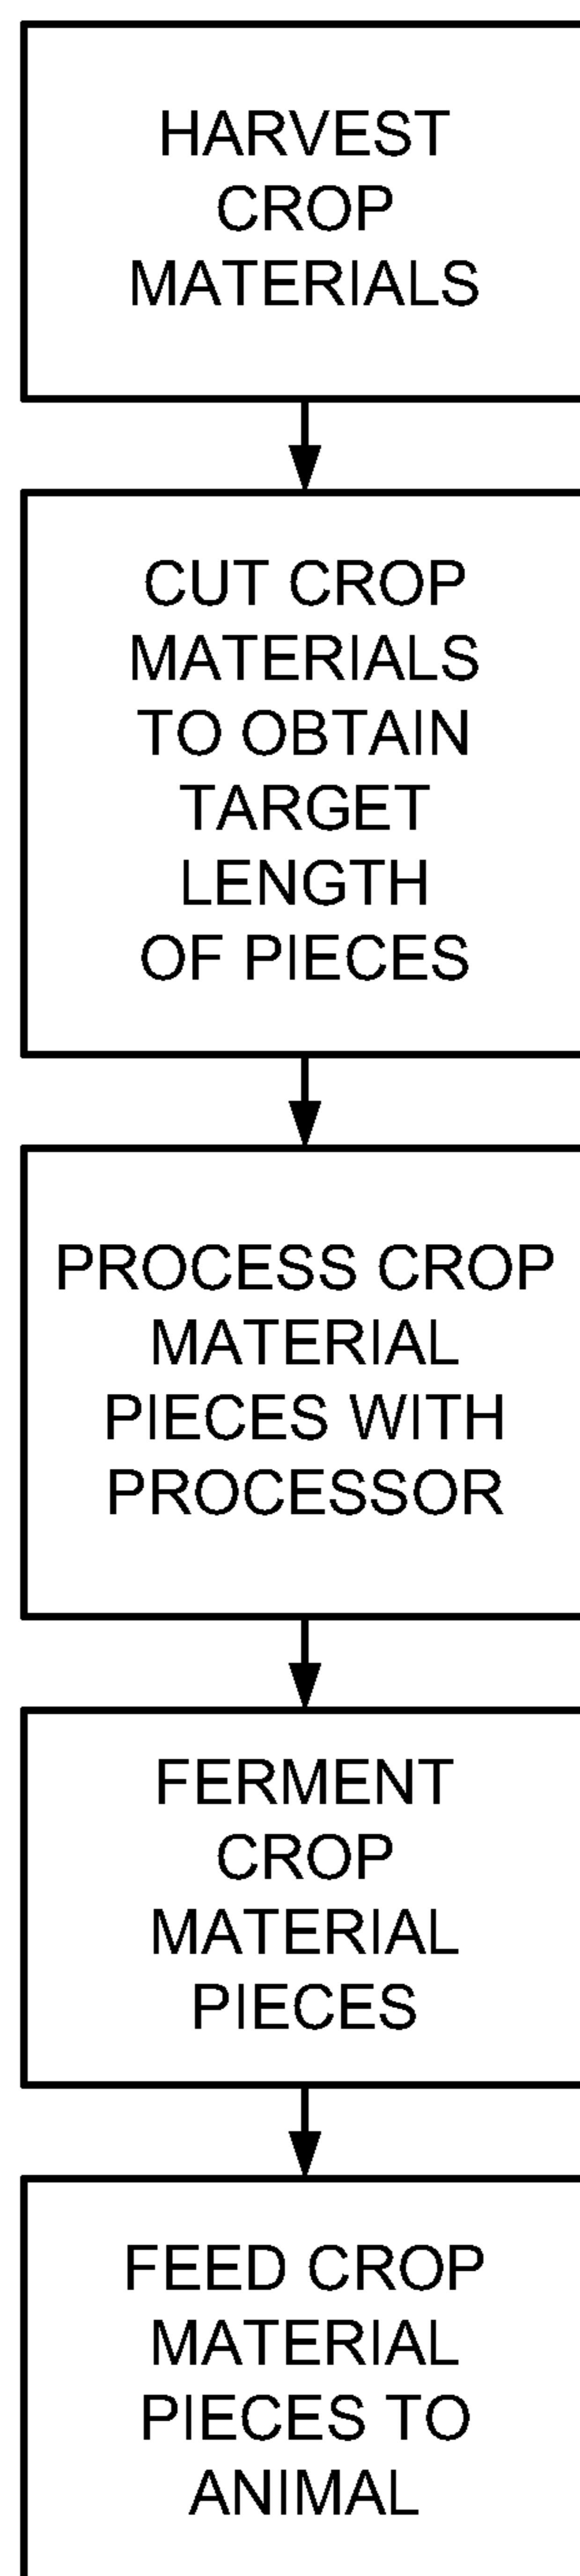 HARVEST
CROP
MATERIALS
CUT CROP
MATERIALS
TO OBTAIN
TARGET
LENGTH
OF PIECES
PROCESS CROP
MATERIAL
PIECES WITH
PROCESSOR
FERMENT
CROP
MATERIAL
PIECES
FEED CROP
MATERIAL
PIECES TO
ANIMAL